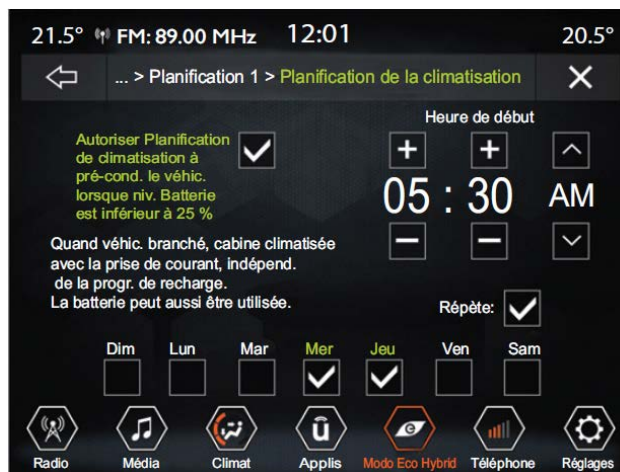 21.5° FM: 89.00 MHz 12:01 20.5°
... > Planification 1 > Planification de la climatisation
Heure de début
Autoriser Planification
de climatisation à
pré-cond. le véhic.
lorsque niv. Batterie
est inférieur à 25 %
05 : 30 AM
Quand véhic. branché, cabine climatisée
avec la prise de courant, indépend.
de la progr. de recharge.
La batterie peut aussi être utilisée.
Répète:
Dim Lun Mar Mer Jeu Ven Sam
Radio Média Climat Applis Modo Eco Hybrid Téléphone Réglages